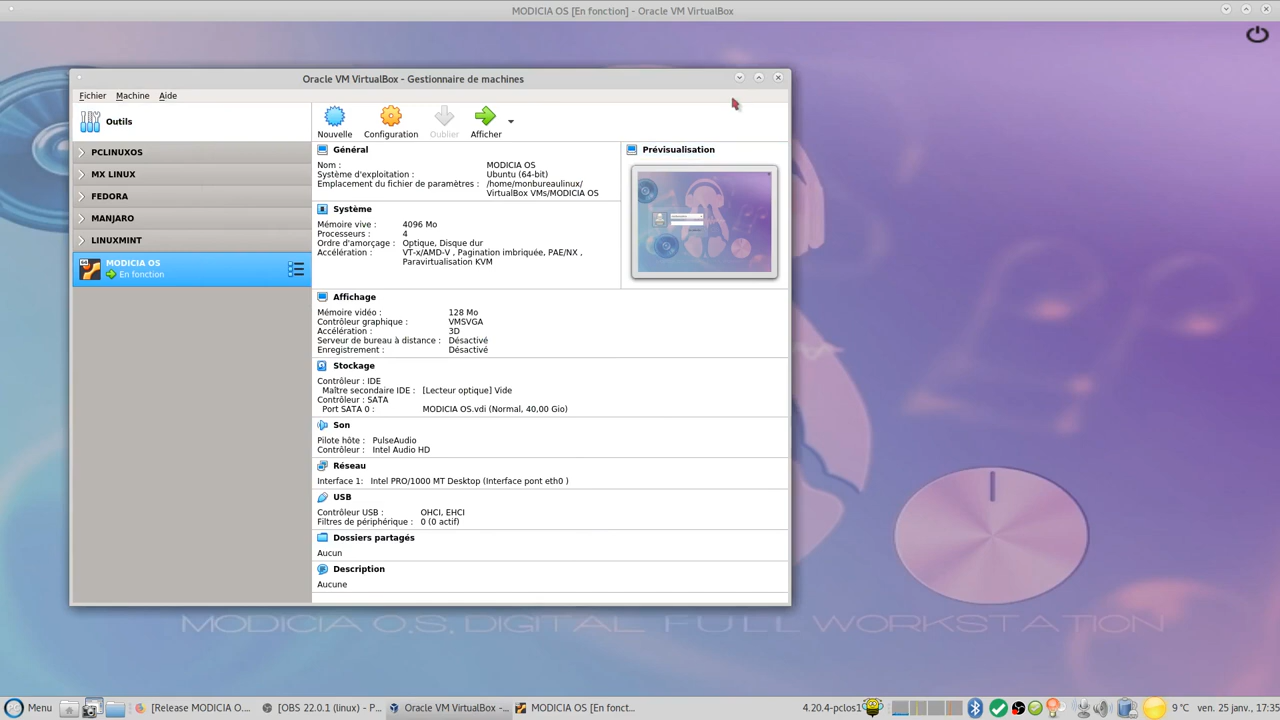 MODICIA OS [En fonction] - Oracle VM VirtualBox
Oracle VM VirtualBox - Gestionnaire de machines
Fichier Machine Aide
Outils
Nouvelle Configuration Oublier Afficher
PCLINUXOS
MX LINUX
FEDORA
MANJARO
LINUXMINT
MODICIA OS
En fonction
Général
Nom : MODICIA OS
Système d'exploitation : Ubuntu (64-bit)
Emplacement du fichier de paramètres : /home/monbureaulinux/
VirtualBox VMs/MODICIA OS
Prévisualisation
Système
Mémoire vive : 4096 Mo
Processeurs : 4
Ordre d'amorçage : Optique, Disque dur
Accélération : VT-x/AMD-V , Pagination imbriquée, PAE/NX ,
Paravirtualisation KVM
Affichage
Mémoire vidéo : 128 Mo
Contrôleur graphique : VMSVGA
Accélération : 3D
Serveur de bureau à distance : Désactivé
Enregistrement : Désactivé
Stockage
Contrôleur : IDE
Maître secondaire IDE : [Lecteur optique] Vide
Contrôleur : SATA
Port SATA 0 : MODICIA OS.vdi (Normal, 40,00 Gio)
Son
Pilote hôte : PulseAudio
Contrôleur : Intel Audio HD
Réseau
Interface 1: Intel PRO/1000 MT Desktop (Interface pont eth0 )
USB
Contrôleur USB : OHCI, EHCI
Filtres de périphérique : 0 (0 actif)
Dossiers partagés
Aucun
Description
Aucune
MODICIA O.S. DIGITAL FULL WORKSTATION
Menu [Release MODICIA O.... [OBS 22.0.1 (linux) - P... Oracle VM VirtualBox -... MODICIA OS [En fonct... 4.20.4-pclos1 9 °C ven. 25 janv., 17:35